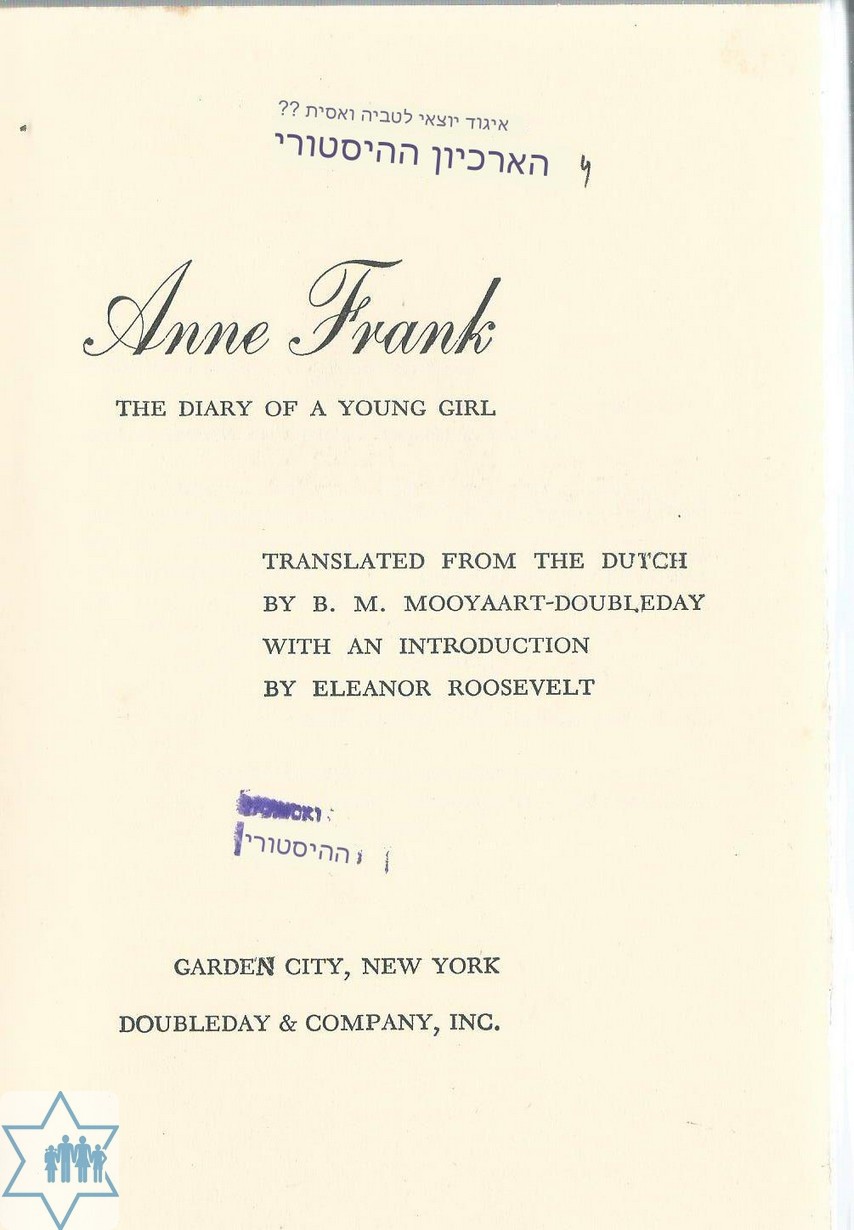 איגוד יוצאי לטביה ואסית ??
הארכיון ההיסטורי
Anne Frank
THE DIARY OF A YOUNG GIRL
TRANSLATED FROM THE DUTCH
BY B. M. MOOYAART-DOUBLEDAY
WITH AN INTRODUCTION
BY ELEANOR ROOSEVELT
ההיסטורי
GARDEN CITY, NEW YORK
DOUBLEDAY & COMPANY, INC.